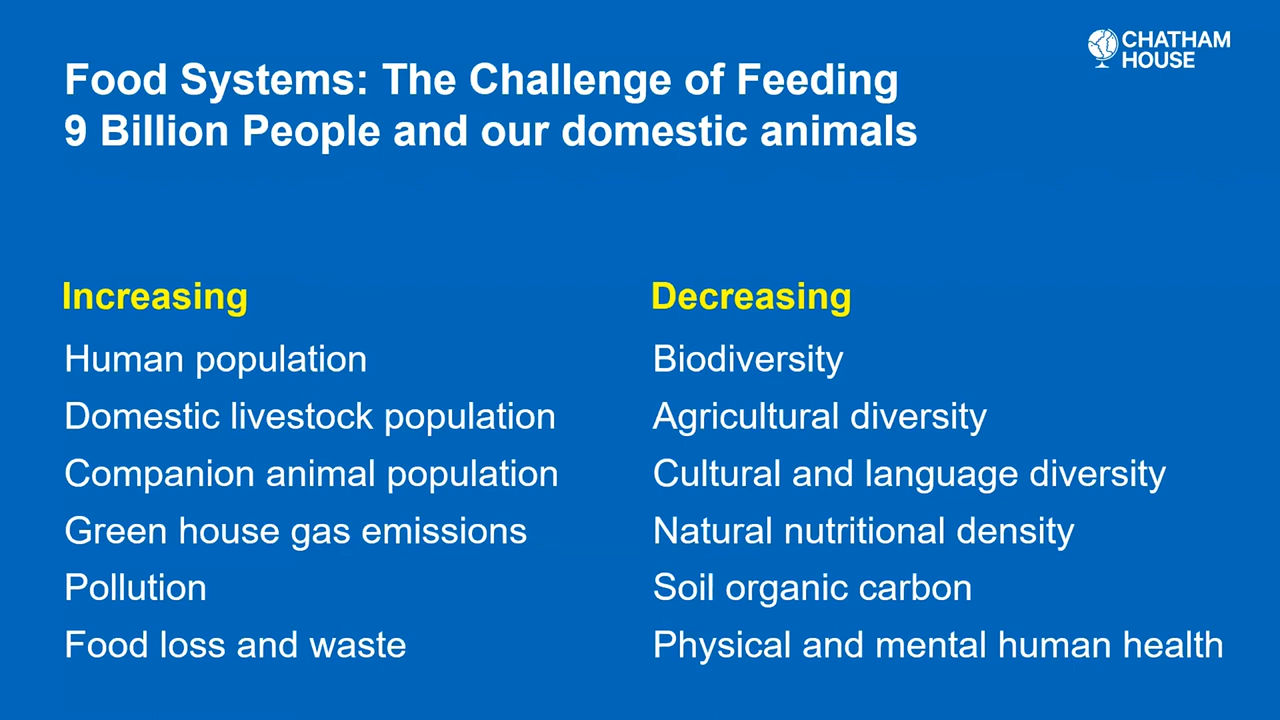 CHATHAM
HOUSE
Food Systems: The Challenge of Feeding
9 Billion People and our domestic animals
Increasing
Human population
Domestic livestock population
Companion animal population
Green house gas emissions
Pollution
Food loss and waste
Decreasing
Biodiversity
Agricultural diversity
Cultural and language diversity
Natural nutritional density
Soil organic carbon
Physical and mental human health